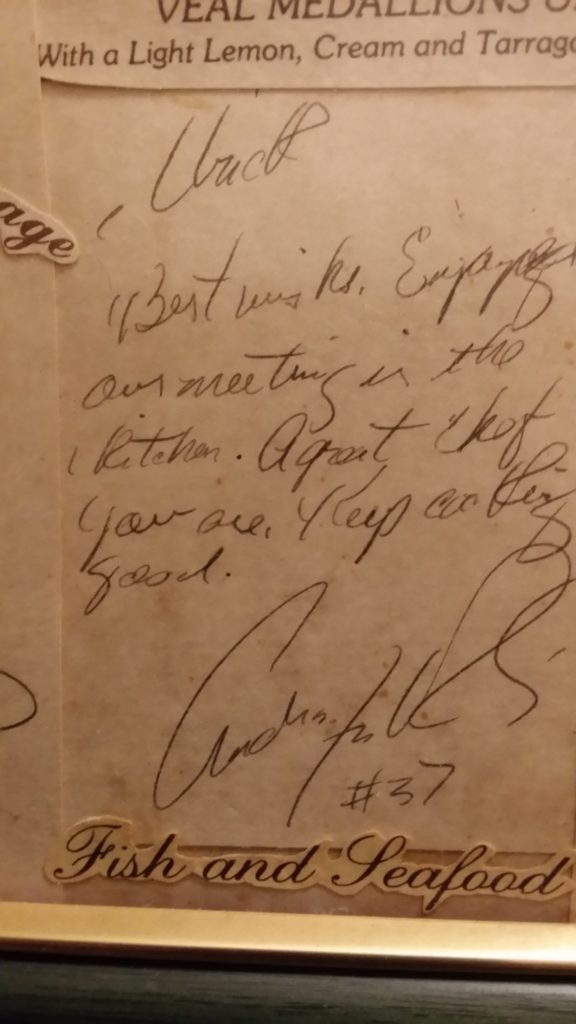 VEAL MEDALLIONS
With a Light Lemon, Cream and Tarrag
age
Best wishes. Enjoyed
our meeting in the
Kitchen. A great Chef
you are. Keep cooking
good.
#37
Fish and Seafood